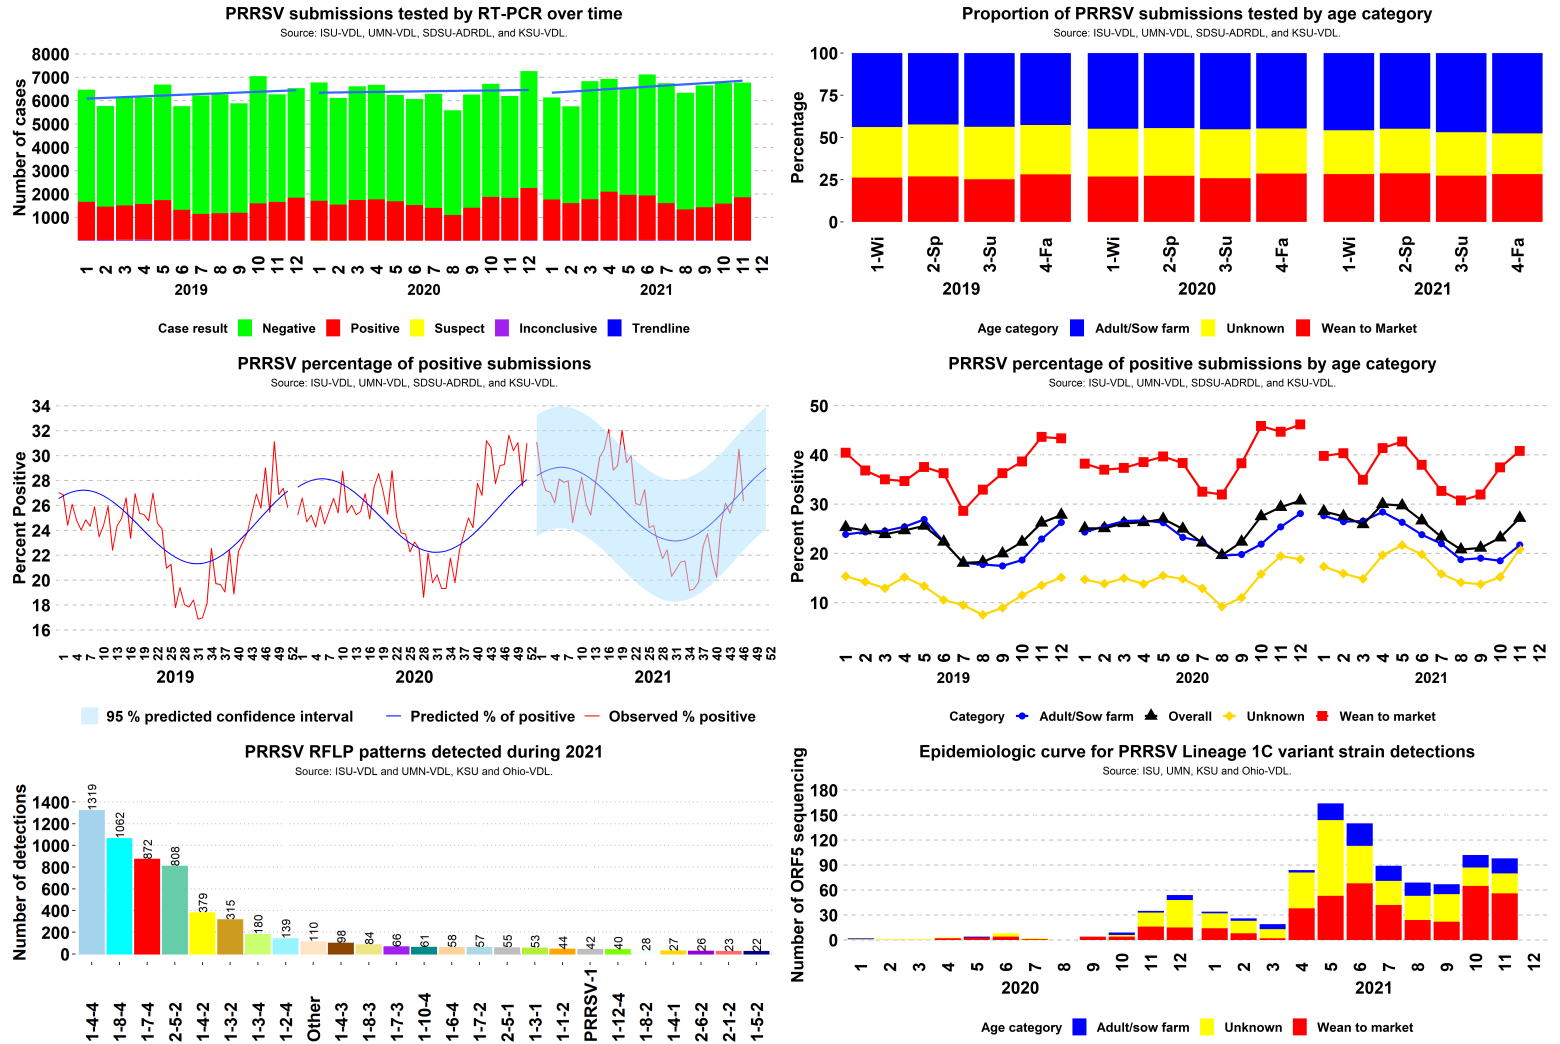 PRRSV submissions tested by RT-PCR over time
Source: ISU-VDL, UMN-VDL, SDSU-ADRDL, and KSU-VDL.
Number of cases
8000
7000
6000
5000
4000
3000
2000
1000
1 2 3 4 5 6 7 8 9 10 11 12 1 2 3 4 5 6 7 8 9 10 11 12 1 2 3 4 5 6 7 8 9 10 11 12
2019 2020 2021
Case result Negative Positive Suspect Inconclusive Trendline
Proportion of PRRSV submissions tested by age category
Source: ISU-VDL, UMN-VDL, SDSU-ADRDL, and KSU-VDL.
Percentage
100
75
50
25
0
1-Wi 2-Sp 3-Su 4-Fa 1-Wi 2-Sp 3-Su 4-Fa 1-Wi 2-Sp 3-Su 4-Fa
2019 2020 2021
Age category Adult/Sow farm Unknown Wean to Market
PRRSV percentage of positive submissions
Source: ISU-VDL, UMN-VDL, SDSU-ADRDL, and KSU-VDL.
Percent Positive
34
32
30
28
26
24
22
20
18
16
1 4 7 10 13 16 19 22 25 28 31 34 37 40 43 46 49 52 1 4 7 10 13 16 19 22 25 28 31 34 37 40 43 46 49 52 1 4 7 10 13 16 19 22 25 28 31 34 37 40 43 46 49 52
2019 2020 2021
95 % predicted confidence interval Predicted % of positive Observed % positive
PRRSV percentage of positive submissions by age category
Source: ISU-VDL, UMN-VDL, SDSU-ADRDL, and KSU-VDL.
Percent Positive
50
40
30
20
10
1 2 3 4 5 6 7 8 9 10 11 12 1 2 3 4 5 6 7 8 9 10 11 12 1 2 3 4 5 6 7 8 9 10 11 12
2019 2020 2021
Category Adult/Sow farm Overall Unknown Wean to market
PRRSV RFLP patterns detected during 2021
Source: ISU-VDL and UMN-VDL, KSU and Ohio-VDL.
Number of detections
1400
1200
1000
800
600
400
200
0
1319 1062 872 808 379 315 180 139 110 98 84 66 61 58 57 55 53 44 42 40 28 27 26 23 22
1-4-4 1-8-4 1-7-4 2-5-2 1-4-2 1-3-2 1-3-4 1-2-4 Other 1-4-3 1-8-3 1-7-3 1-10-4 1-6-4 1-7-2 2-5-1 1-3-1 1-1-2 PRRSV-1 1-12-4 1-8-2 1-4-1 2-6-2 2-1-2 1-5-2
Epidemiologic curve for PRRSV Lineage 1C variant strain detections
Source: ISU, UMN, KSU and Ohio-VDL.
Number of ORF5 sequencing
180
150
120
90
60
30
0
1 2 3 4 5 6 7 8 9 10 11 12 1 2 3 4 5 6 7 8 9 10 11 12
2020 2021
Age category Adult/sow farm Unknown Wean to market